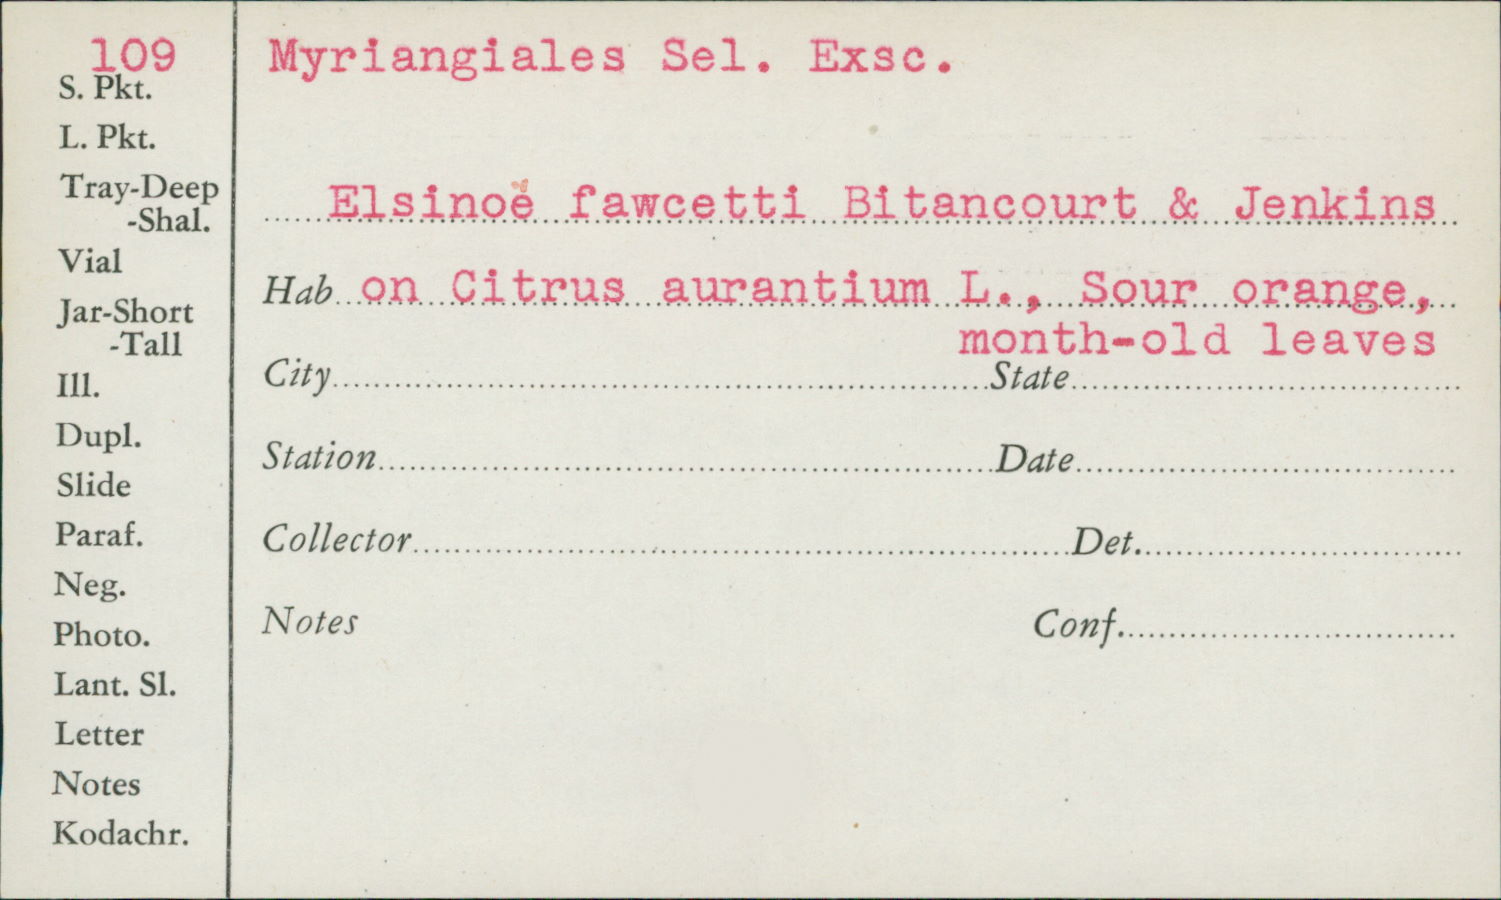 109
S. Pkt.
L. Pkt.
Tray-Deep
-Shal.
Vial
Jar-Short
-Tall
Ill.
Dupl.
Slide
Paraf.
Neg.
Photo.
Lant. Sl.
Letter
Notes
Kodachr.
Myriangiales Sel. Exsc.
Elsinoë fawcetti Bitancourt & Jenkins
Hab on Citrus aurantium L., Sour orange,
month-old leaves
City State
Station Date
Collector Det.
Notes Conf.